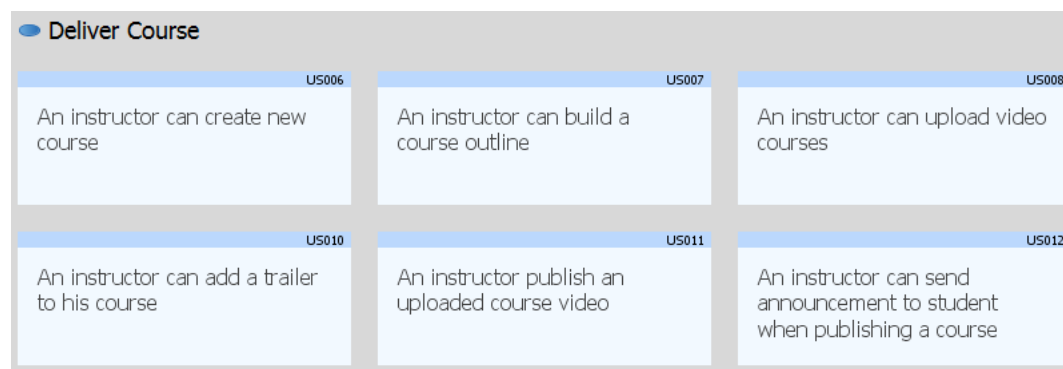 Deliver Course
US006
An instructor can create new
course
US007
An instructor can build a
course outline
US008
An instructor can upload video
courses
US010
An instructor can add a trailer
to his course
US011
An instructor publish an
uploaded course video
US012
An instructor can send
announcement to student
when publishing a course